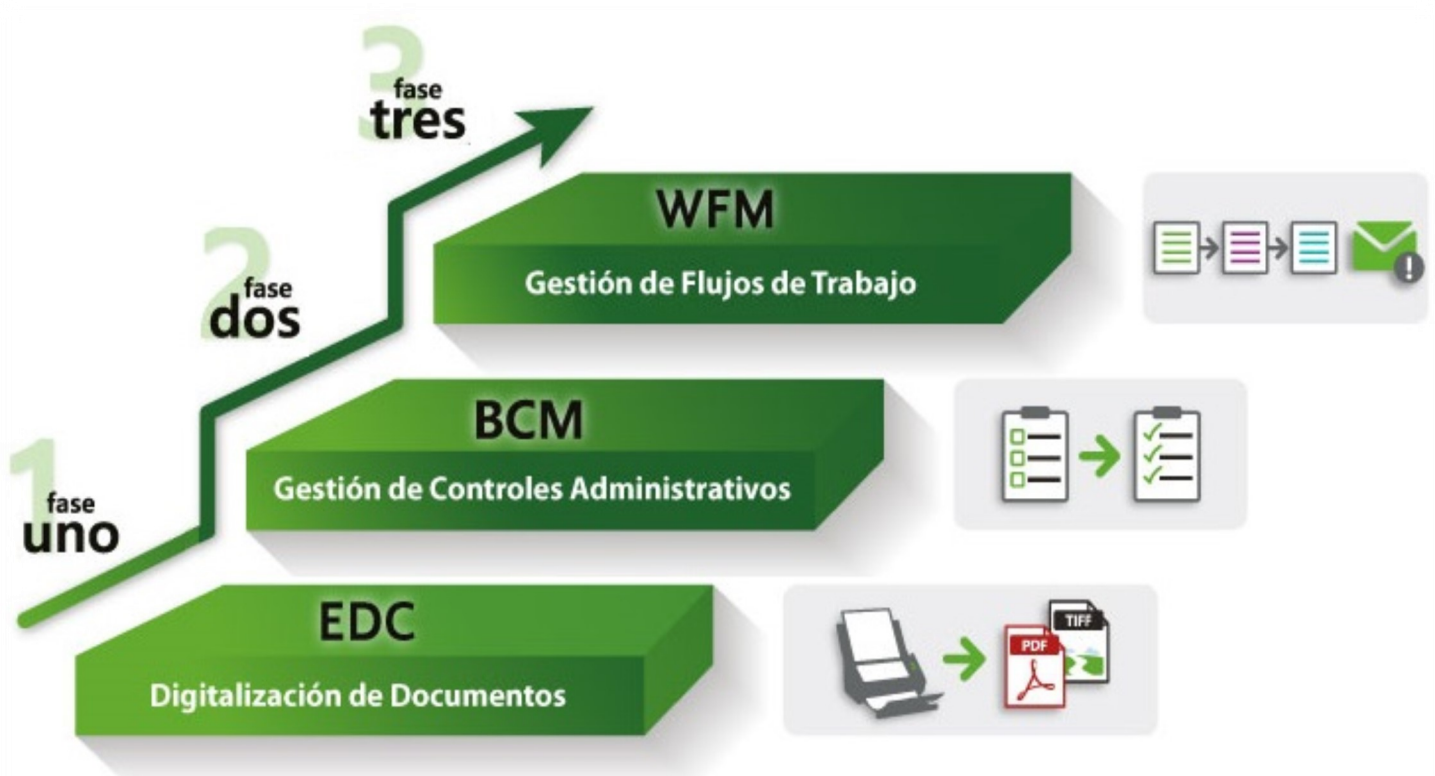 3
fase
tres
WFM
Gestión de Flujos de Trabajo
2
fase
dos
BCM
Gestión de Controles Administrativos
1
fase
uno
EDC
Digitalización de Documentos
TIFF
PDF